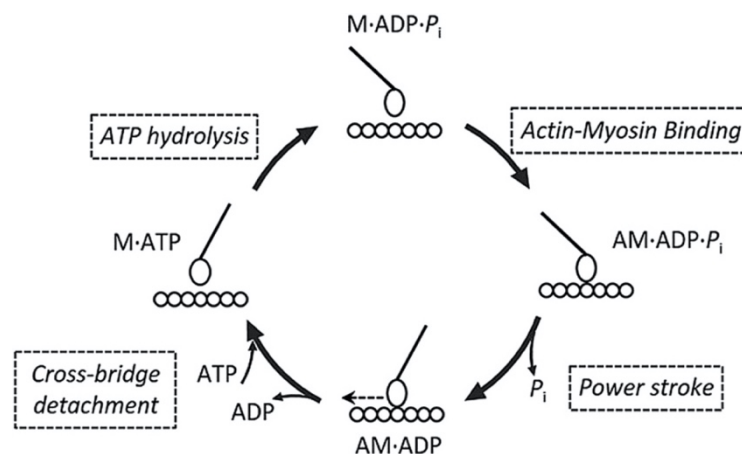 M·ADP·Pi
ATP hydrolysis
Actin-Myosin Binding
M·ATP
AM·ADP·Pi
Cross-bridge
detachment
ATP
ADP
Pi
Power stroke
AM·ADP